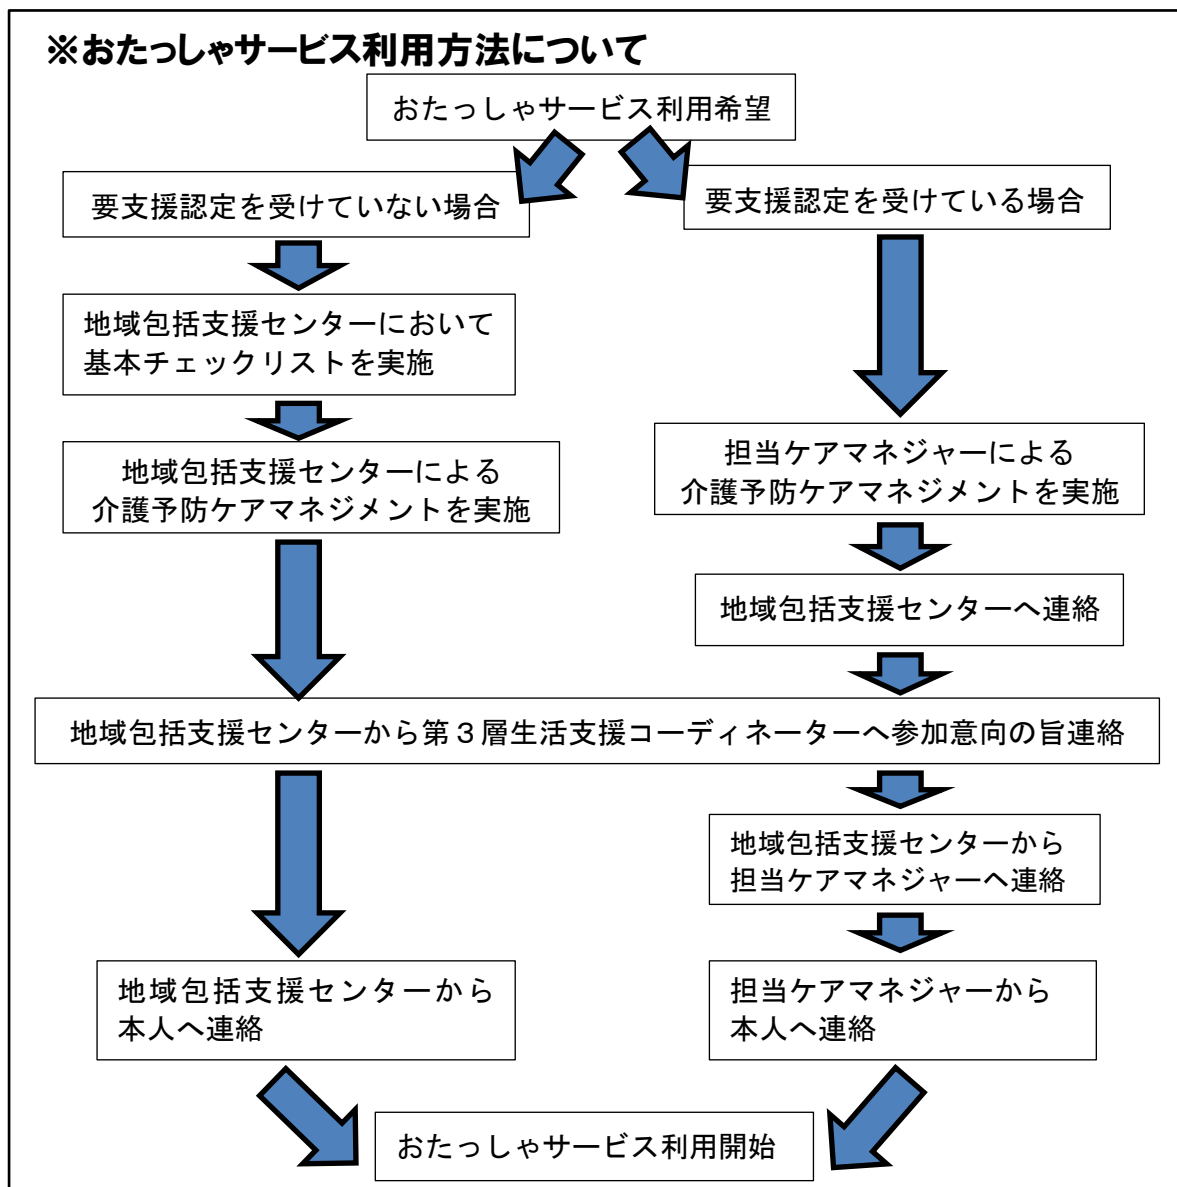 ※おたっしゃサービス利用方法について
おたっしゃサービス利用希望
要支援認定を受けていない場合
要支援認定を受けている場合
地域包括支援センターにおいて
基本チェックリストを実施
地域包括支援センターによる
介護予防ケアマネジメントを実施
担当ケアマネジャーによる
介護予防ケアマネジメントを実施
地域包括支援センターへ連絡
地域包括支援センターから第３層生活支援コーディネーターへ参加意向の旨連絡
地域包括支援センターから
担当ケアマネジャーへ連絡
地域包括支援センターから
本人へ連絡
担当ケアマネジャーから
本人へ連絡
おたっしゃサービス利用開始